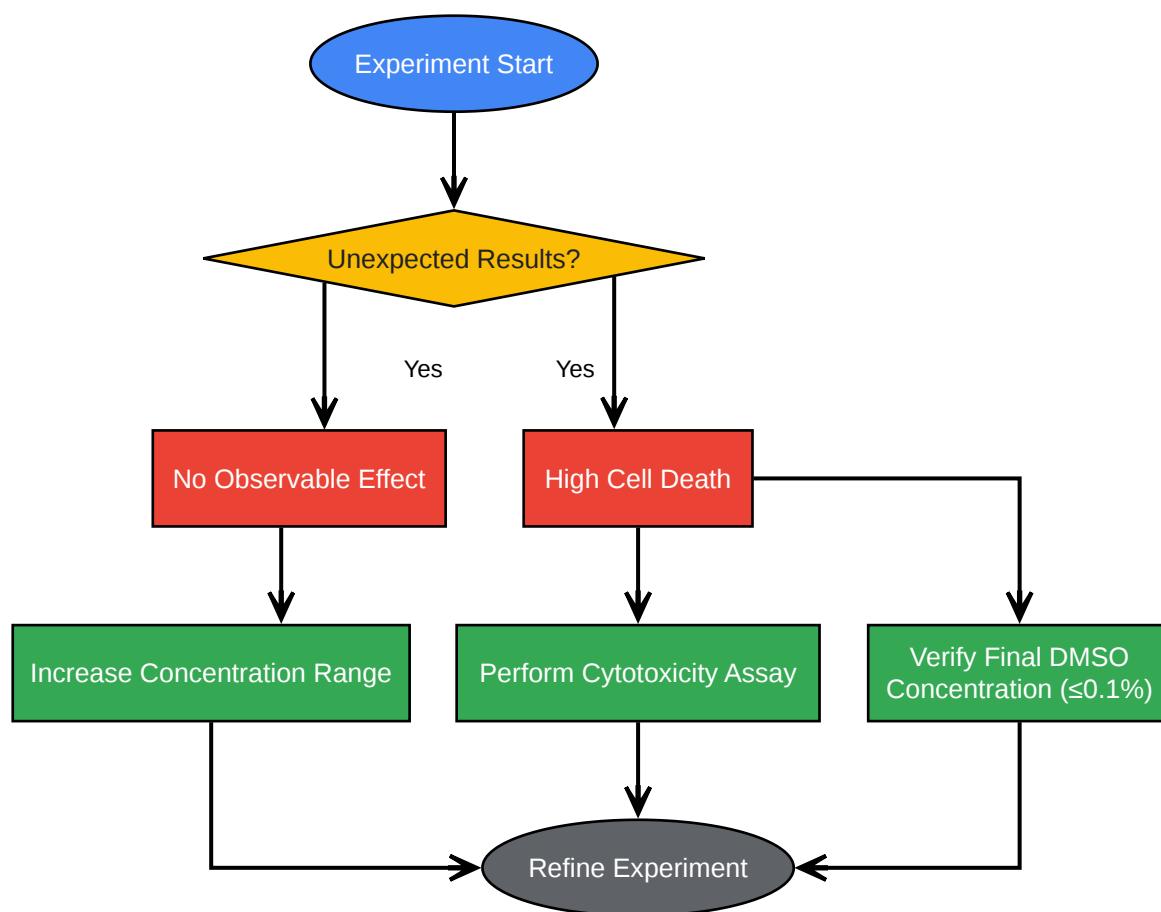 Experiment Start
Unexpected Results?
Yes
Yes
No Observable Effect
High Cell Death
Increase Concentration Range
Perform Cytotoxicity Assay
Verify Final DMSO
Concentration (≤0.1%)
Refine Experiment